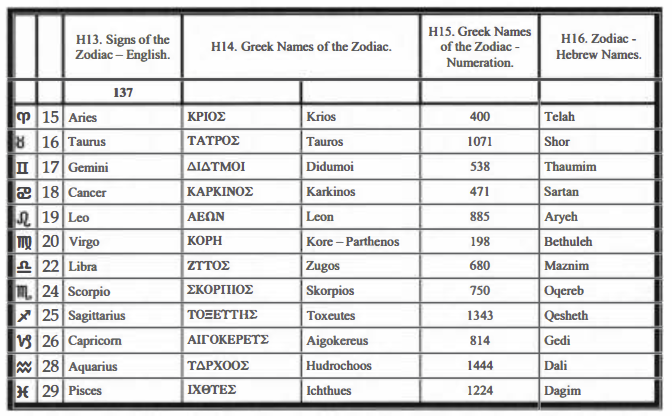 H13. Signs of the Zodiac – English. H14. Greek Names of the Zodiac. H15. Greek Names of the Zodiac - Numeration. H16. Zodiac - Hebrew Names.
137
♈ 15 Aries ΚΡΙΟΣ Krios 400 Telah
♉ 16 Taurus ΤΑΤΡΟΣ Tauros 1071 Shor
♊ 17 Gemini ΔΙΔΤΜΟΙ Didumoi 538 Thaumim
♋ 18 Cancer ΚΑΡΚΙΝΟΣ Karkinos 471 Sartan
♌ 19 Leo ΑΕΩΝ Leon 885 Aryeh
♍ 20 Virgo ΚΟΡΗ Kore – Parthenos 198 Bethuleh
♎ 22 Libra ΖΤΤΟΣ Zugos 680 Maznim
♏ 24 Scorpio ΣΚΟΡΠΙΟΣ Skorpios 750 Oqereb
♐ 25 Sagittarius ΤΟΞΕΤΤΗΣ Toxeutes 1343 Qesheth
♑ 26 Capricorn ΑΙΓΟΚΕΡΕΤΣ Aigokereus 814 Gedi
♒ 28 Aquarius ΤΔΡΧΟΟΣ Hudrochoos 1444 Dali
♓ 29 Pisces ΙΧΘΤΕΣ Ichthues 1224 Dagim